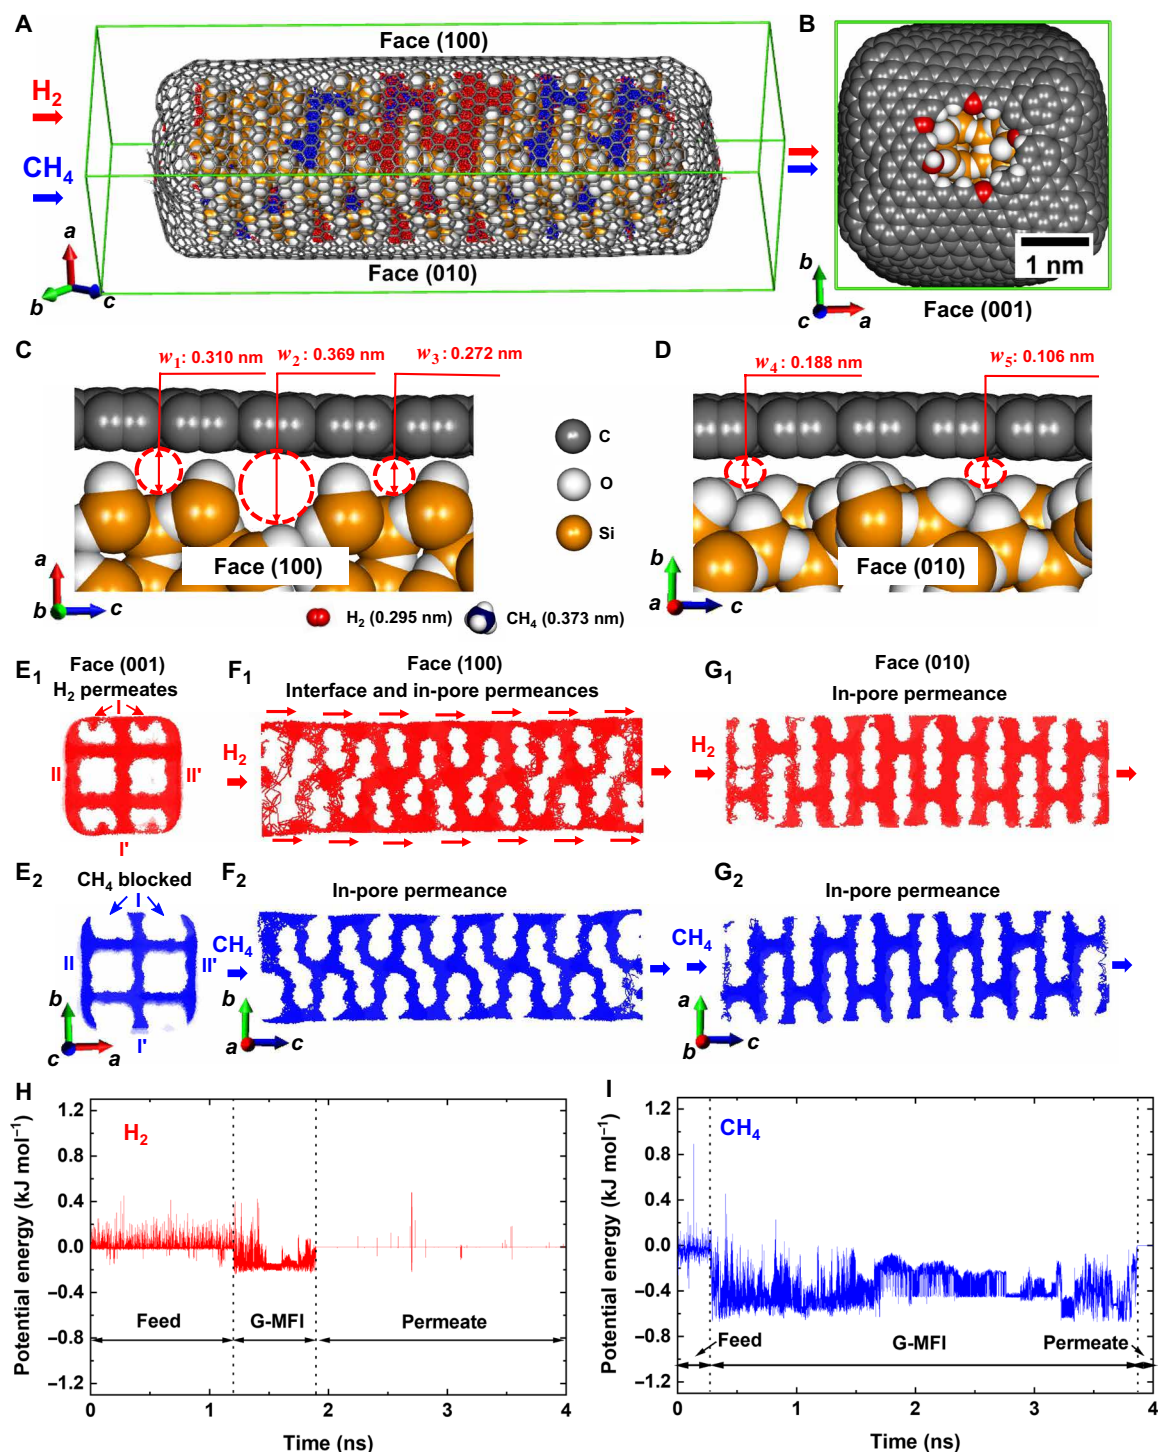 A
Face (100)
H2
CH4
Face (010)
a
b
c
B
1 nm
b
c
a
Face (001)
C
w1: 0.310 nm
w2: 0.369 nm
w3: 0.272 nm
Face (100)
a
b
c
C
O
Si
H2 (0.295 nm)
CH4 (0.373 nm)
D
w4: 0.188 nm
w5: 0.106 nm
Face (010)
b
a
c
E1
Face (001)
H2 permeates
I
II
II'
I'
F1
Face (100)
Interface and in-pore permeances
H2
G1
Face (010)
In-pore permeance
H2
E2
CH4 blocked
I
II
II'
I'
b
c
a
F2
In-pore permeance
CH4
b
a
c
G2
In-pore permeance
CH4
a
b
c
H
H2
Potential energy (kJ mol−1)
1.2
0.8
0.4
0.0
−0.4
−0.8
−1.2
Feed
G-MFI
Permeate
0
1
2
3
4
Time (ns)
I
CH4
Potential energy (kJ mol−1)
1.2
0.8
0.4
0.0
−0.4
−0.8
−1.2
Feed
G-MFI
Permeate
0
1
2
3
4
Time (ns)